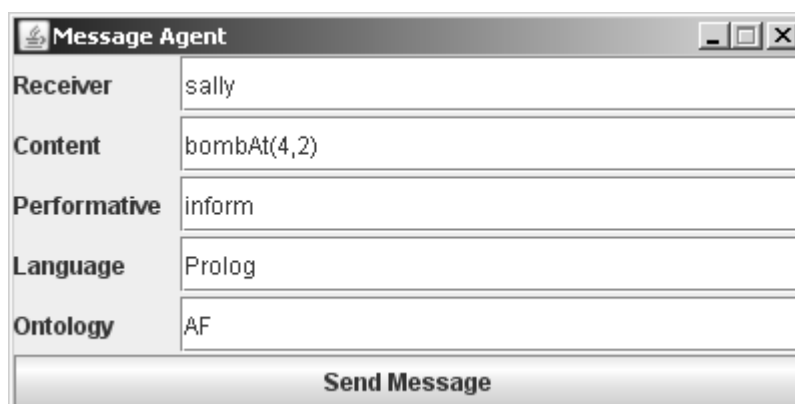 Message Agent
Receiver sally
Content bombAt(4,2)
Performative inform
Language Prolog
Ontology AF
Send Message